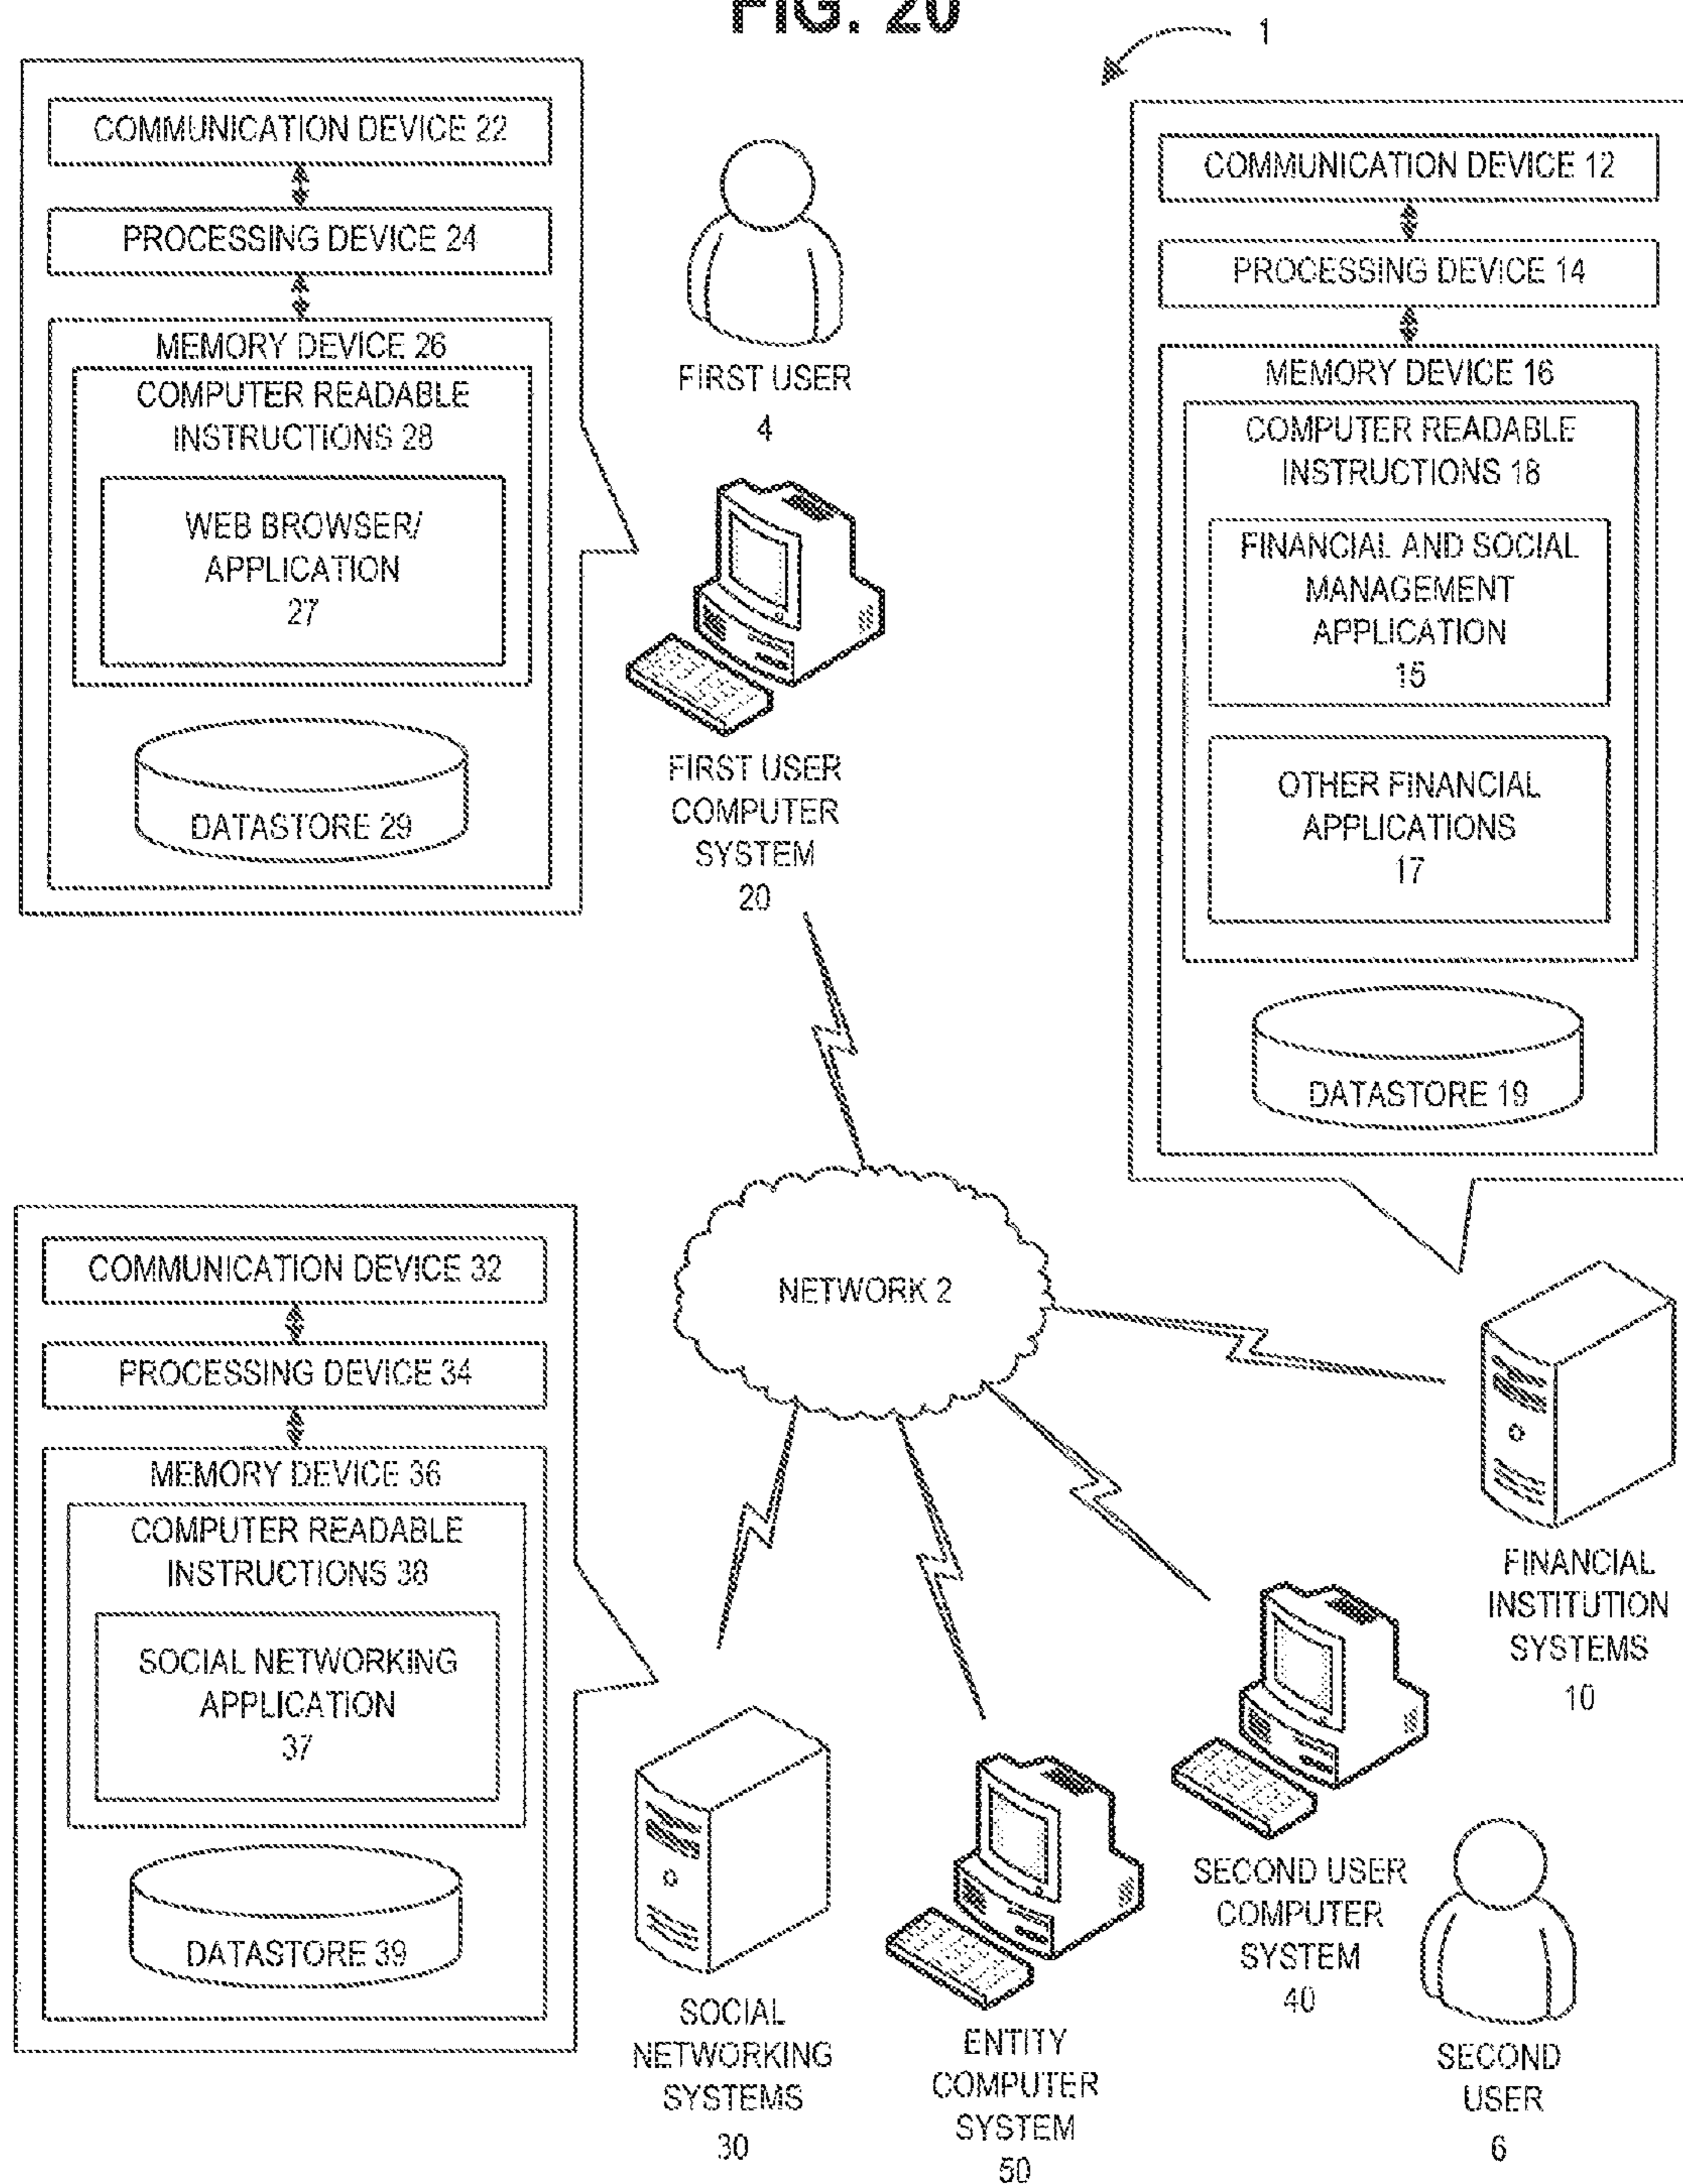 FIG. 20
1
COMMUNICATION DEVICE 22
PROCESSING DEVICE 24
MEMORY DEVICE 26
COMPUTER READABLE
INSTRUCTIONS 28
WEB BROWSER/
APPLICATION
27
DATASTORE 29
FIRST USER
4
FIRST USER
COMPUTER
SYSTEM
20
COMMUNICATION DEVICE 12
PROCESSING DEVICE 14
MEMORY DEVICE 16
COMPUTER READABLE
INSTRUCTIONS 18
FINANCIAL AND SOCIAL
MANAGEMENT
APPLICATION
15
OTHER FINANCIAL
APPLICATIONS
17
DATASTORE 19
NETWORK 2
COMMUNICATION DEVICE 32
PROCESSING DEVICE 34
MEMORY DEVICE 36
COMPUTER READABLE
INSTRUCTIONS 38
SOCIAL NETWORKING
APPLICATION
37
DATASTORE 39
SOCIAL
NETWORKING
SYSTEMS
30
ENTITY
COMPUTER
SYSTEM
50
SECOND USER
COMPUTER
SYSTEM
40
SECOND
USER
6
FINANCIAL
INSTITUTION
SYSTEMS
10